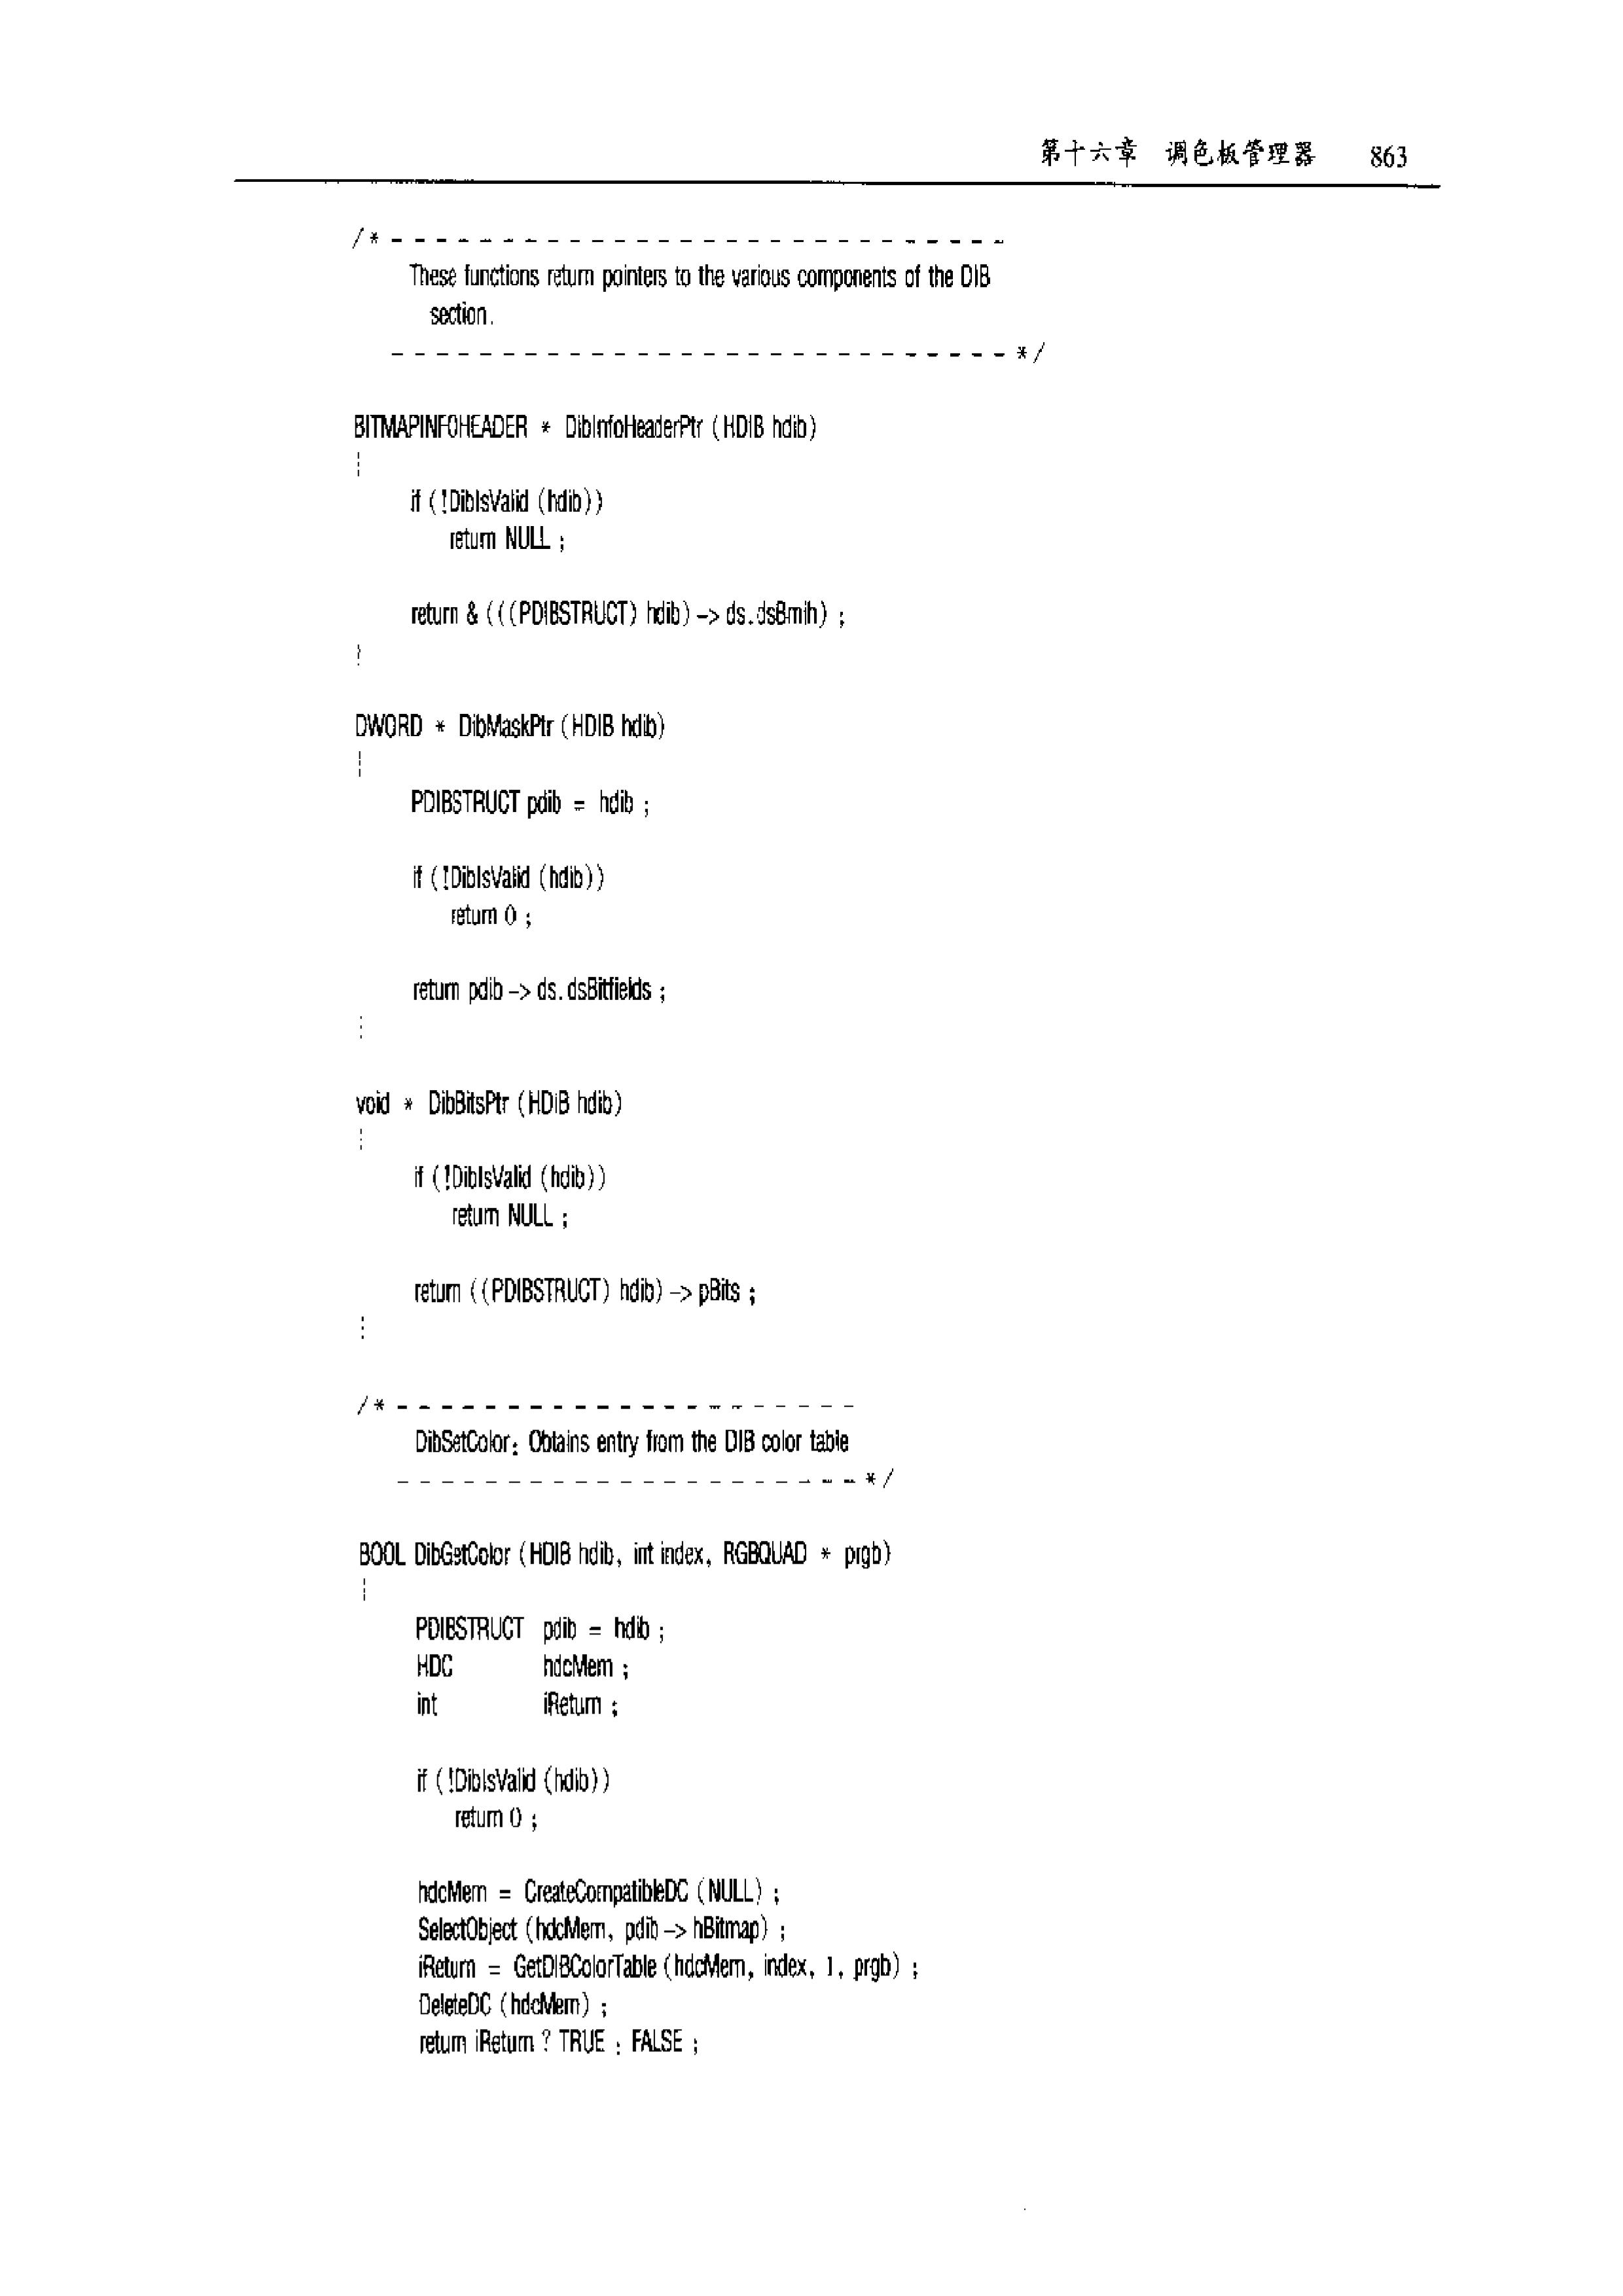 第十六章 调色板管理器 863
/* - - - - - - - - - - - - - - - - - - - - - - - - - - - -
These functions return pointers to the various components of the DIB
section.
- - - - - - - - - - - - - - - - - - - - - - - - - - - - */
BITMAPINFOHEADER * DibInfoHeaderPtr (HDIB hdib)
{
if (!DibIsValid (hdib))
return NULL ;
return & (((PDIBSTRUCT) hdib) -> ds.dsBmih) ;
}
DWORD * DibMaskPtr (HDIB hdib)
{
PDIBSTRUCT pdib = hdib ;
if (!DibIsValid (hdib))
return 0 ;
return pdib -> ds.dsBitfields ;
}
void * DibBitsPtr (HDIB hdib)
{
if (!DibIsValid (hdib))
return NULL ;
return ((PDIBSTRUCT) hdib) -> pBits ;
}
/* - - - - - - - - - - - - - - - - - - - - -
DibSetColor: Obtains entry from the DIB color table
- - - - - - - - - - - - - - - - - - - - - */
BOOL DibGetColor (HDIB hdib, int index, RGBQUAD * prgb)
{
PDIBSTRUCT pdib = hdib ;
HDC hdcMem ;
int iReturn ;
if (!DibIsValid (hdib))
return 0 ;
hdcMem = CreateCompatibleDC (NULL) ;
SelectObject (hdcMem, pdib -> hBitmap) ;
iReturn = GetDIBColorTable (hdcMem, index, 1, prgb) ;
DeleteDC (hdcMem) ;
return iReturn ? TRUE : FALSE ;